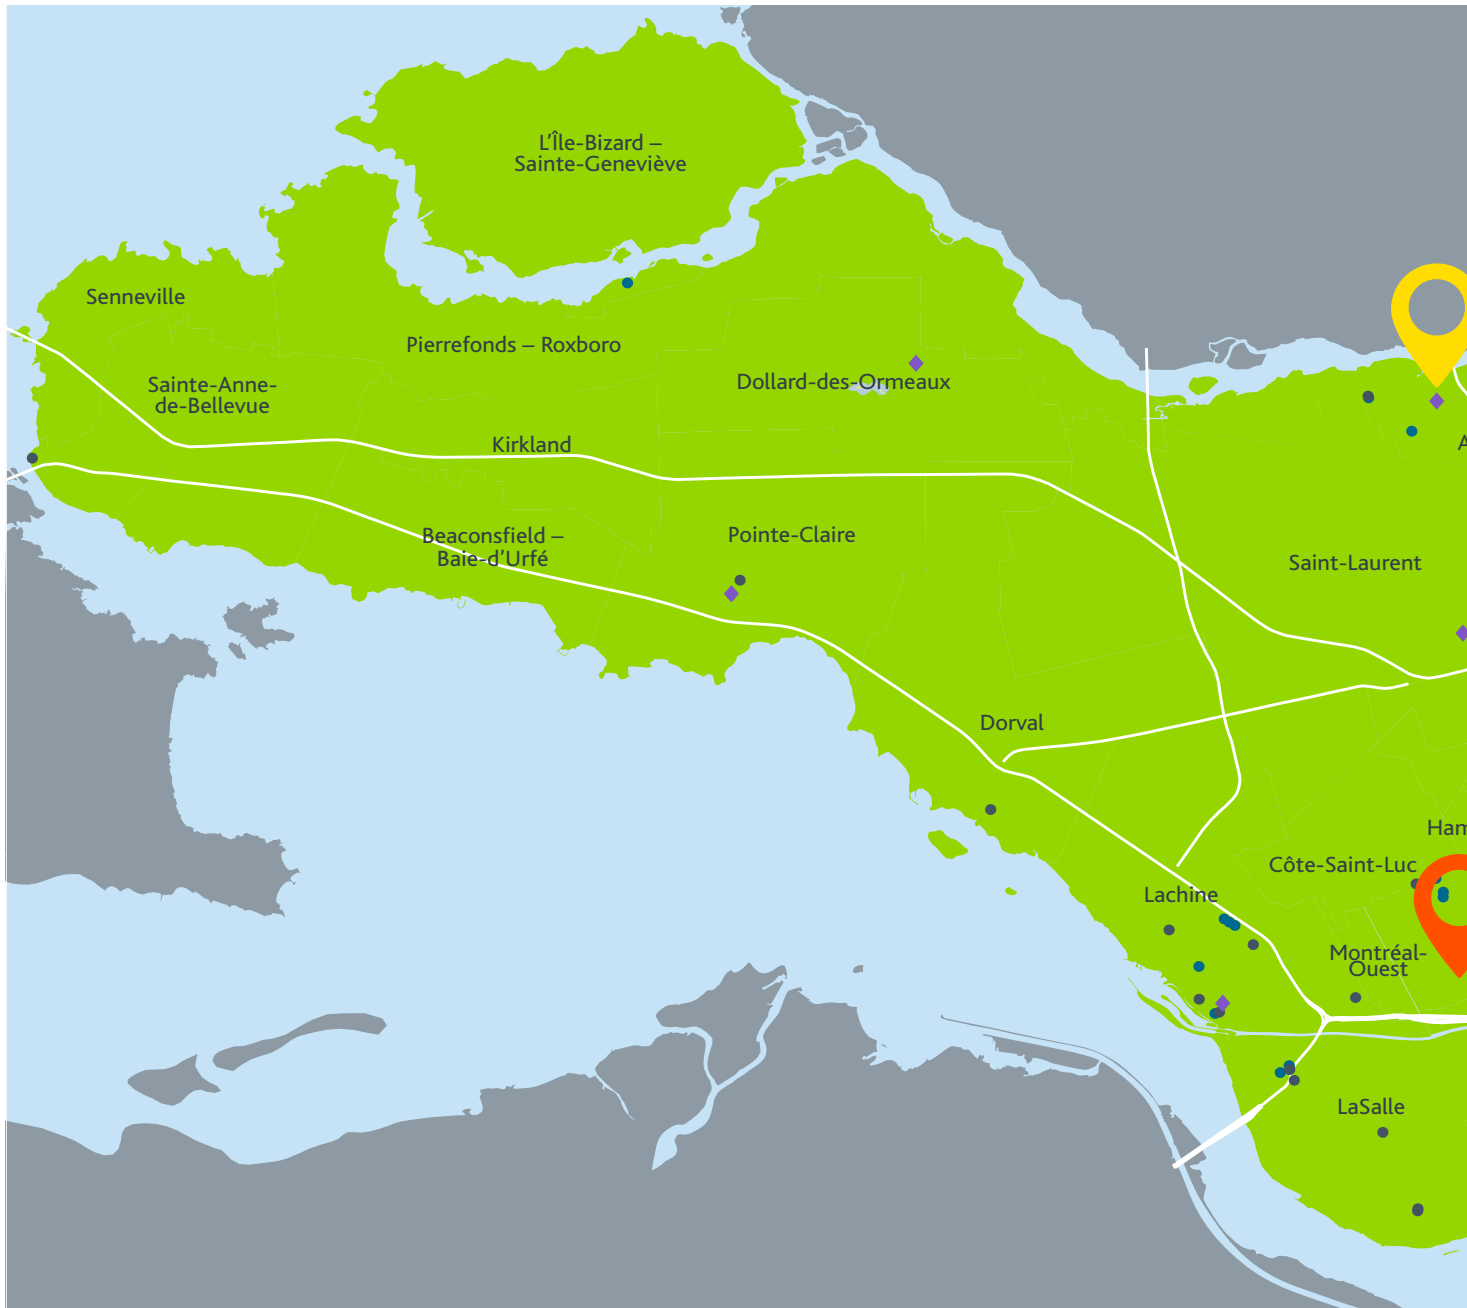 L'Île-Bizard –
Sainte-Geneviève
Senneville
Pierrefonds – Roxboro
Sainte-Anne-
de-Bellevue
Dollard-des-Ormeaux
Kirkland
A
Beaconsfield –
Baie-d'Urfé
Pointe-Claire
Saint-Laurent
Dorval
Ham
Côte-Saint-Luc
Lachine
Montréal-
Ouest
LaSalle